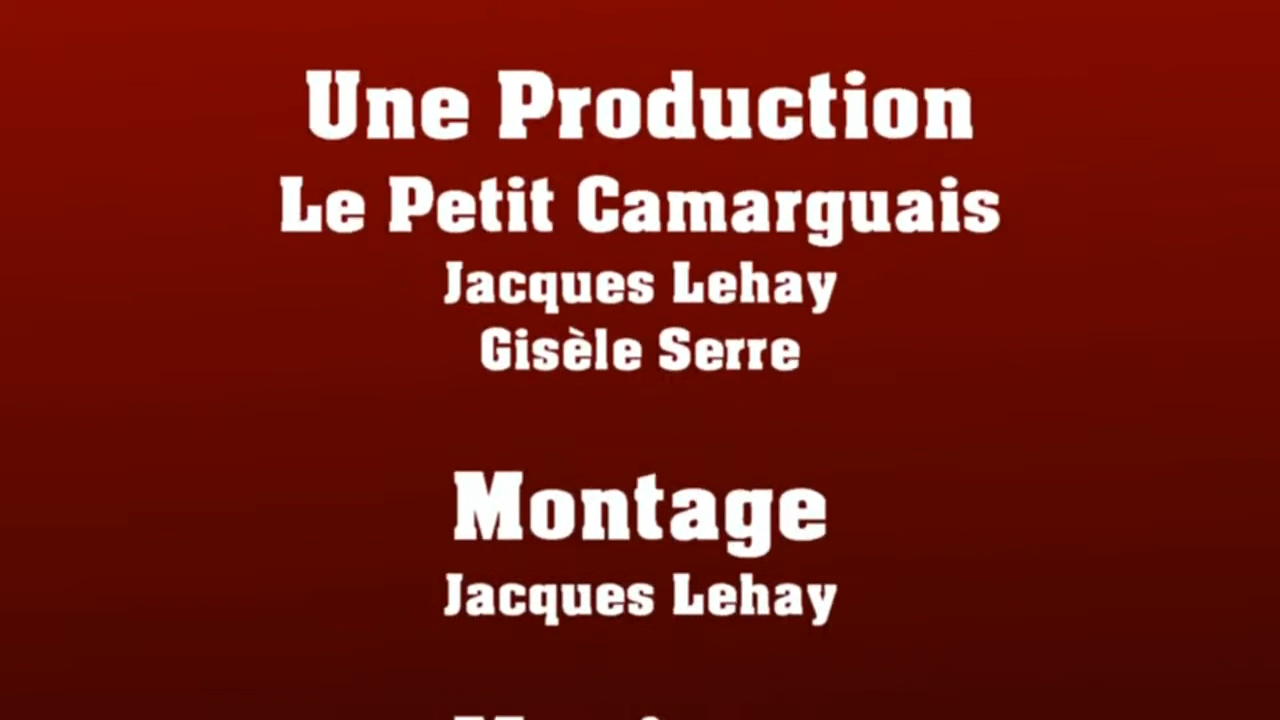 Une Production
Le Petit Camarguais
Jacques Lehay
Gisèle Serre
Montage
Jacques Lehay